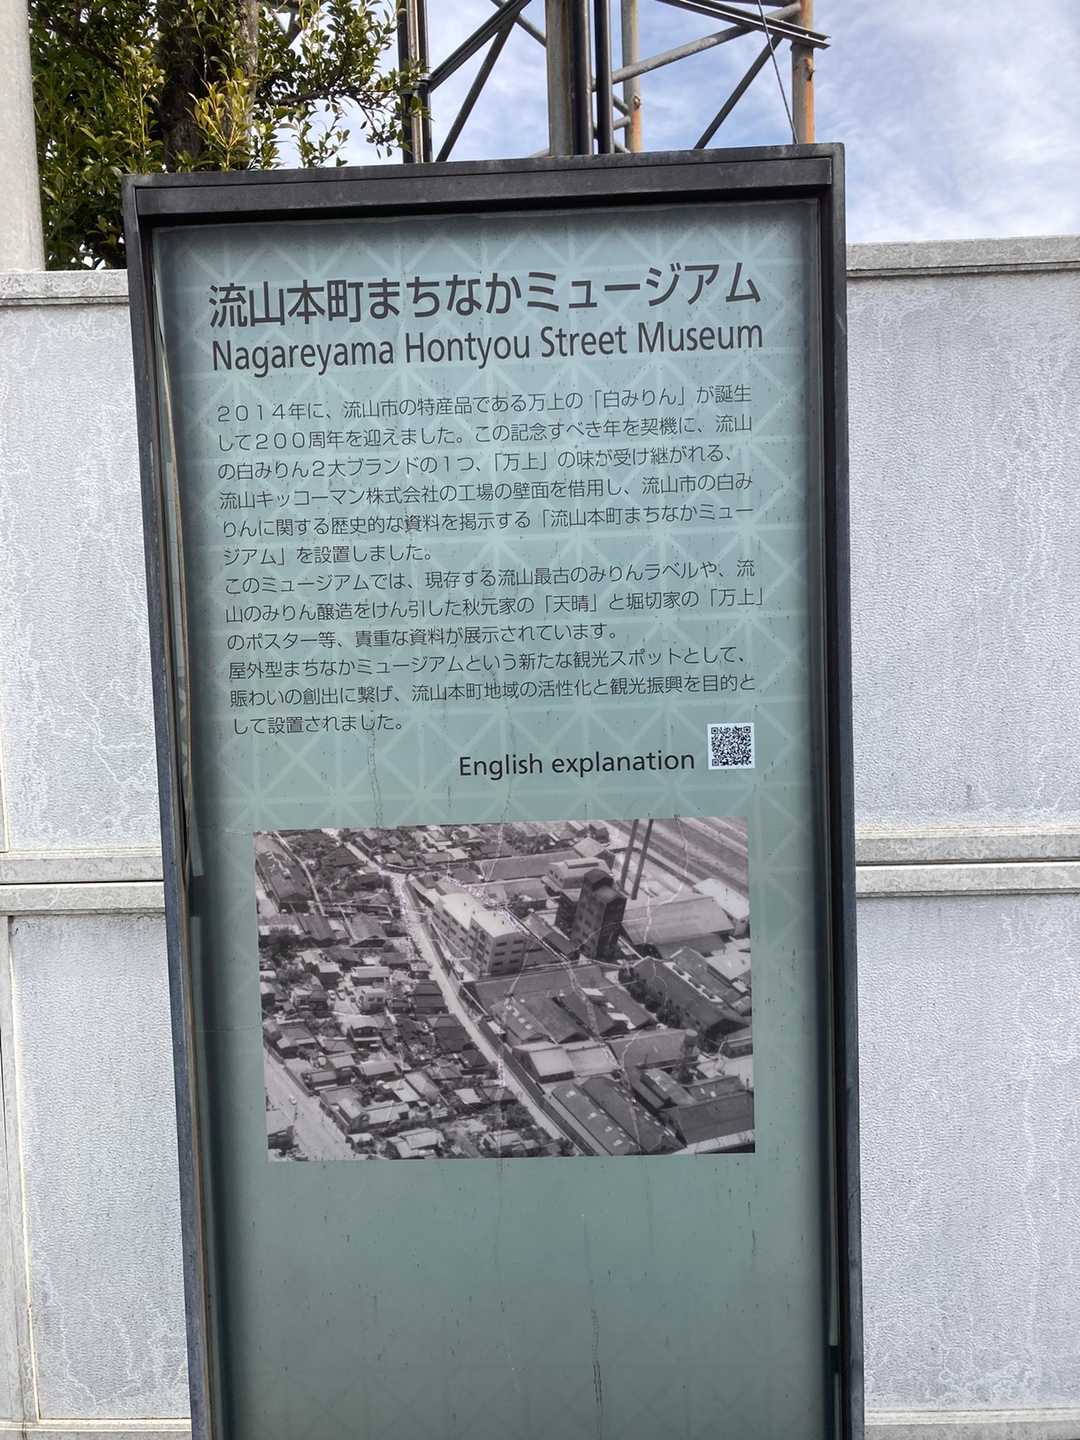 流山本町まちなかミュージアム
Nagareyama Hontyou Street Museum
２０１４年に、流山市の特産品である万上の「白みりん」が誕生
して２００周年を迎えました。この記念すべき年を契機に、流山
の白みりん２大ブランドの１つ、「万上」の味が受け継がれる、
流山キッコーマン株式会社の工場の壁面を借用し、流山市の白み
りんに関する歴史的な資料を掲示する「流山本町まちなかミュー
ジアム」を設置しました。
このミュージアムでは、現存する流山最古のみりんラベルや、流
山のみりん醸造をけん引した秋元家の「天晴」と堀切家の「万上」
のポスター等、貴重な資料が展示されています。
屋外型まちなかミュージアムという新たな観光スポットとして、
賑わいの創出に繋げ、流山本町地域の活性化と観光振興を目的と
して設置されました。
English explanation